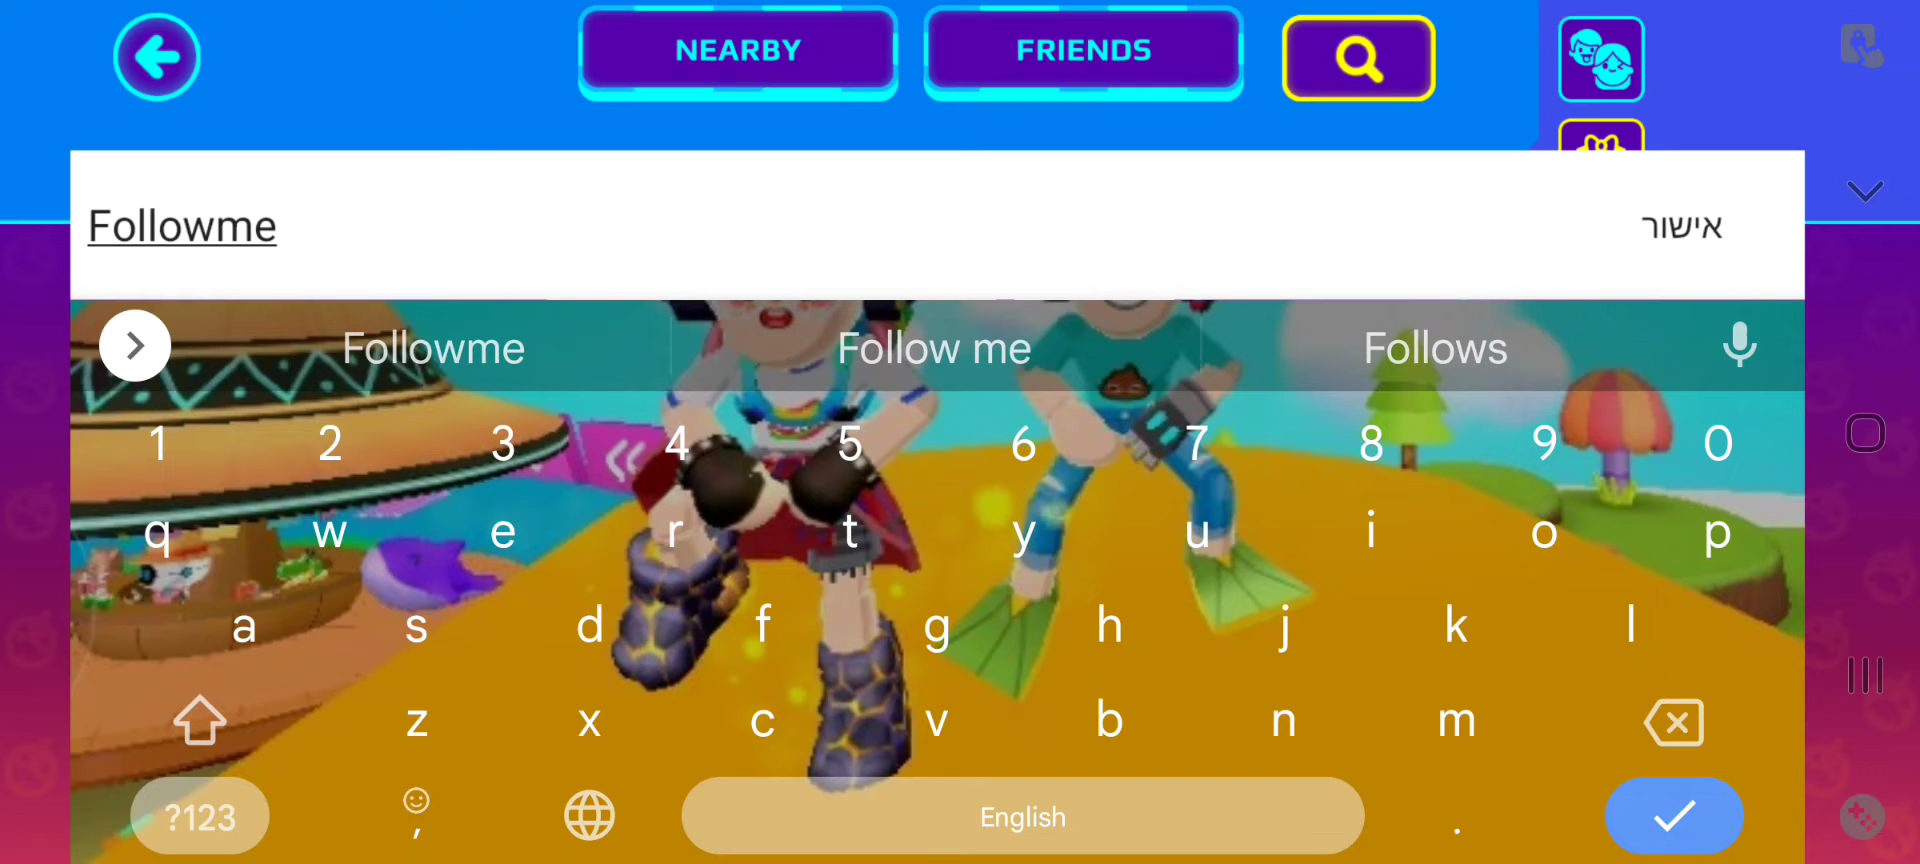 NEARBY FRIENDS
Followme אישור
Followme Follow me Follows
1 2 3 4 5 6 7 8 9 0
q w e r t y u i o p
a s d f g h j k l
z x c v b n m
?123 , English .